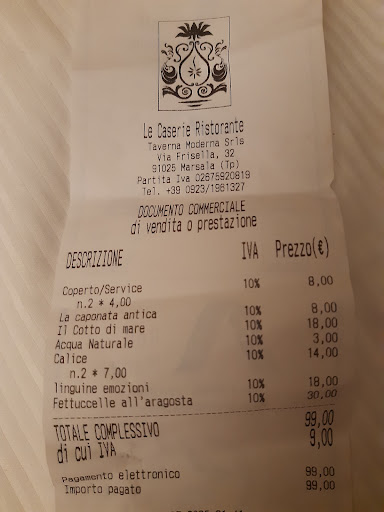 Le Caserie Ristorante
Taverna Moderna Srls
Via Frisella, 32
91025 Marsala (Tp)
Partita Iva 02675920819
Tel. +39 0923/1981327
DOCUMENTO COMMERCIALE
di vendita o prestazione
DESCRIZIONE IVA Prezzo(€)
Coperto/Service 10% 8,00
n.2 * 4,00
La caponata antica 10% 8,00
Il Cotto di mare 10% 18,00
Acqua Naturale 10% 3,00
Calice 10% 14,00
n.2 * 7,00
linguine emozioni 10% 18,00
Fettuccelle all'aragosta 10% 30,00
TOTALE COMPLESSIVO 99,00
di cui IVA 9,00
Pagamento elettronico 99,00
Importo pagato 99,00